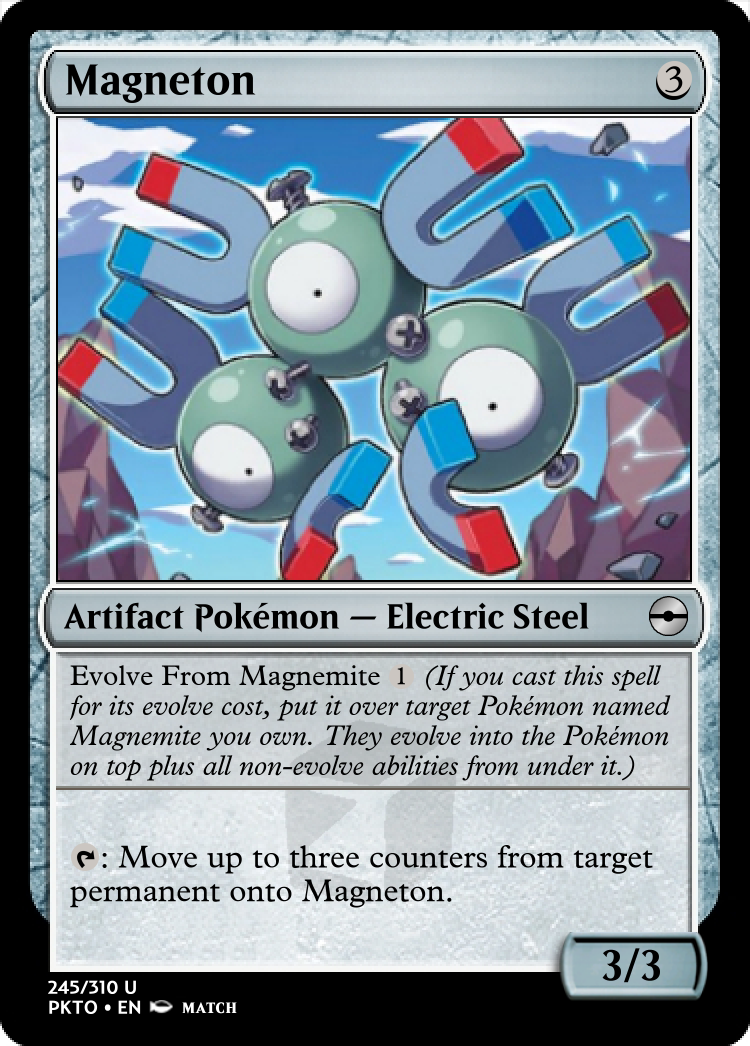 Magneton 3
Artifact Pokémon — Electric Steel
Evolve From Magnemite 1 (If you cast this spell
for its evolve cost, put it over target Pokémon named
Magnemite you own. They evolve into the Pokémon
on top plus all non-evolve abilities from under it.)
: Move up to three counters from target
permanent onto Magneton.
3/3
245/310 U
PKTO • EN MATCH